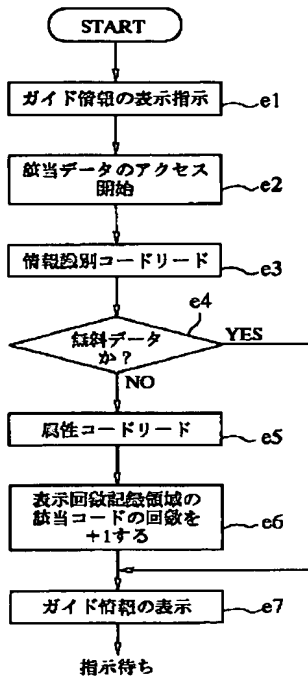 START
ガイド情報の表示指示
e1
該当データのアクセス
開始
e2
情報識別コードリード
e3
e4
無料データ
か?
YES
NO
属性コードリード
e5
表示回数記録領域の
該当コードの回数を
+1する
e6
ガイド情報の表示
e7
指示待ち